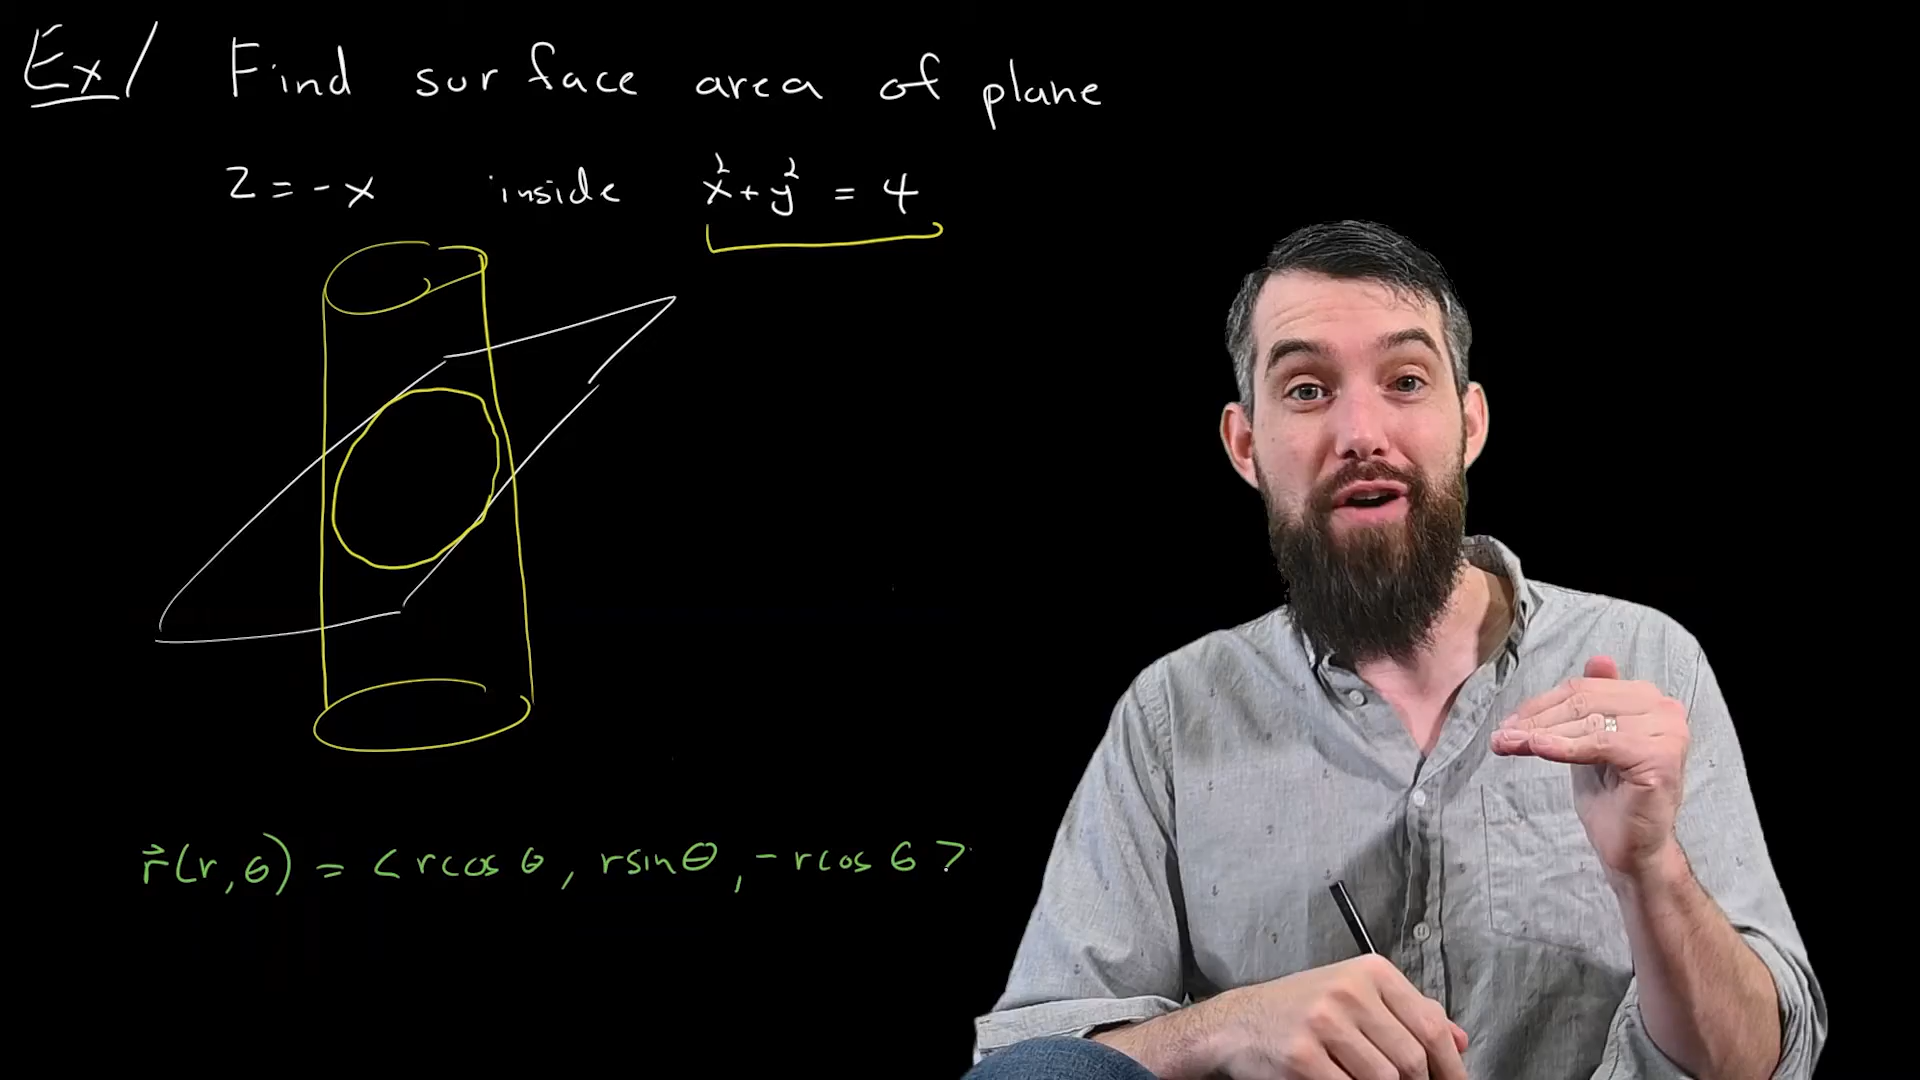 Ex/ Find surface area of plane
z = -x inside x² + y² = 4
r⃗(r, θ) = <r cos θ, r sin θ, -r cos θ>